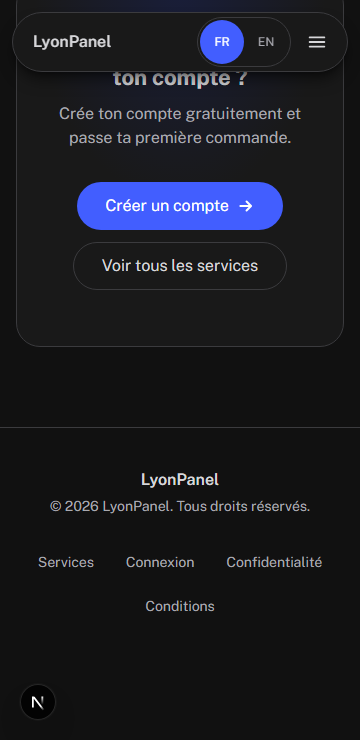 LyonPanel
FR
EN
ton compte ?
Crée ton compte gratuitement et
passe ta première commande.
Créer un compte →
Voir tous les services
LyonPanel
© 2026 LyonPanel. Tous droits réservés.
Services
Connexion
Confidentialité
Conditions
N